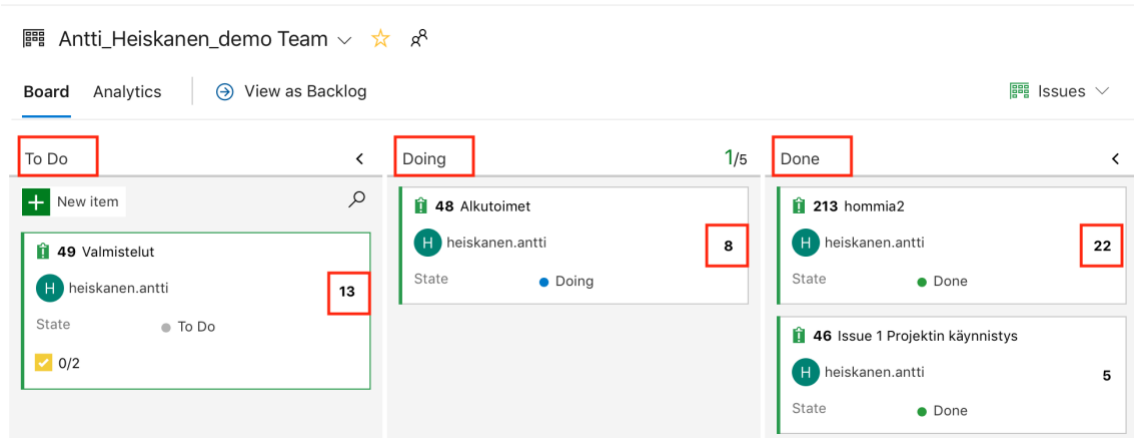 Antti_Heiskanen_demo Team
Board Analytics View as Backlog Issues
To Do
New item
49 Valmistelut
H heiskanen.antti
13
State To Do
0/2
Doing 1/5
48 Alkutoimet
H heiskanen.antti
8
State Doing
Done
213 hommia2
H heiskanen.antti
22
State Done
46 Issue 1 Projektin käynnistys
H heiskanen.antti
5
State Done